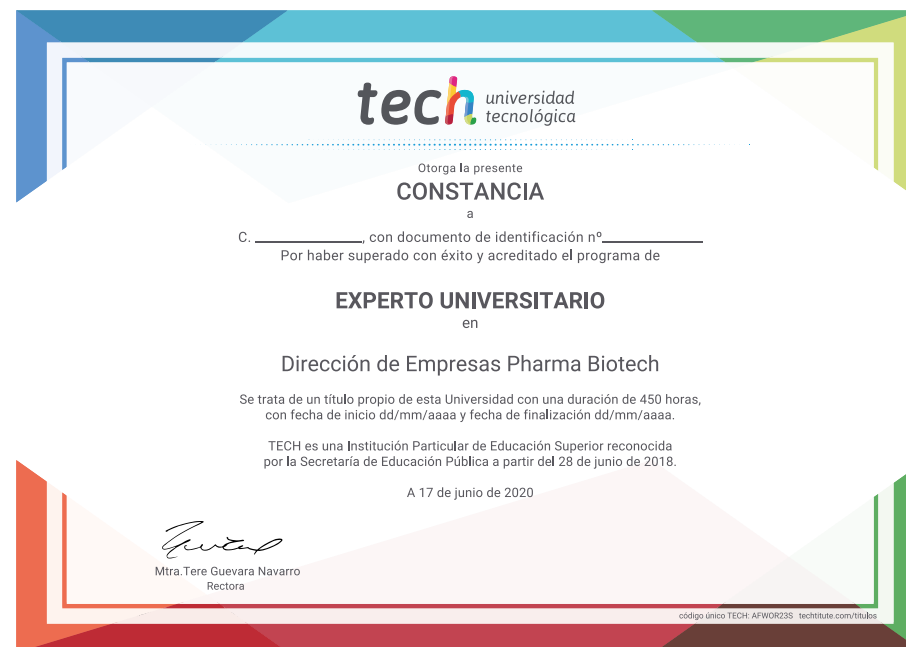 tech universidad
tecnológica
Otorga la presente
CONSTANCIA
a
C. ____________, con documento de identificación nº____________
Por haber superado con éxito y acreditado el programa de
EXPERTO UNIVERSITARIO
en
Dirección de Empresas Pharma Biotech
Se trata de un título propio de esta Universidad con una duración de 450 horas,
con fecha de inicio dd/mm/aaaa y fecha de finalización dd/mm/aaaa.
TECH es una Institución Particular de Educación Superior reconocida
por la Secretaría de Educación Pública a partir del 28 de junio de 2018.
A 17 de junio de 2020
Mtra.Tere Guevara Navarro
Rectora
código único TECH: AFWOR23S techtitute.com/titulos